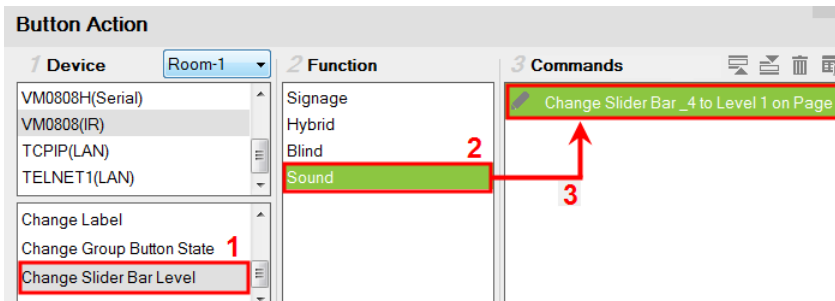 Button Action
1 Device Room-1
2 Function
3 Commands
VM0808H(Serial)
VM0808(IR)
TCPIP(LAN)
TELNET1(LAN)
Change Label
Change Group Button State 1
Change Slider Bar Level
Signage
Hybrid
Blind 2
Sound
Change Slider Bar _4 to Level 1 on Page
3